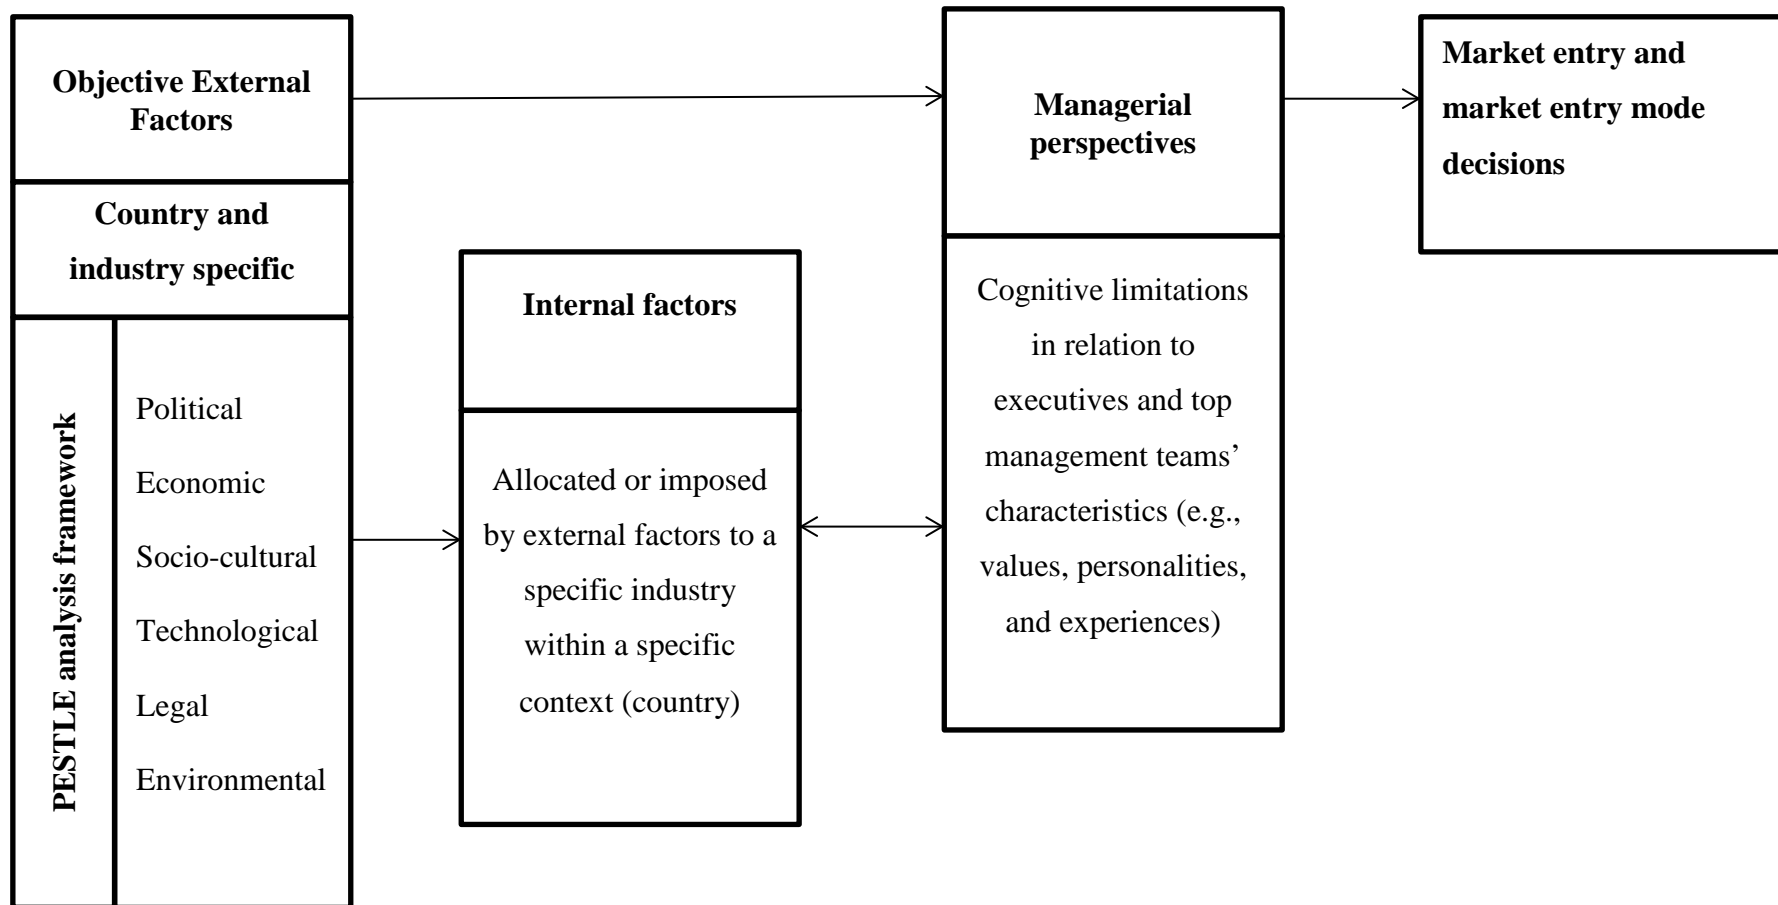 Objective External
Factors
Country and
industry specific
PESTLE analysis framework
Political
Economic
Socio-cultural
Technological
Legal
Environmental
Internal factors
Allocated or imposed
by external factors to a
specific industry
within a specific
context (country)
Managerial
perspectives
Cognitive limitations
in relation to
executives and top
management teams’
characteristics (e.g.,
values, personalities,
and experiences)
Market entry and
market entry mode
decisions